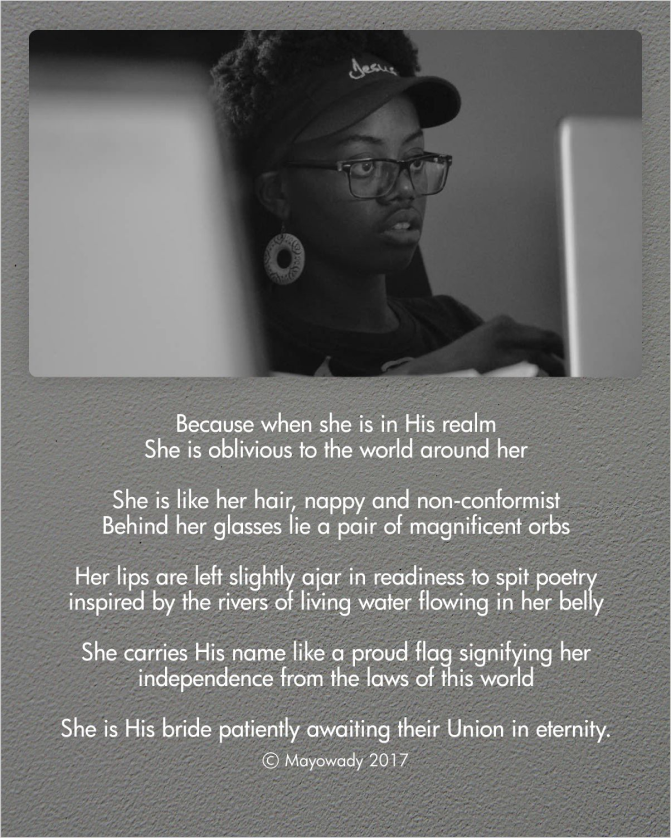 Jesus
Because when she is in His realm
She is oblivious to the world around her
She is like her hair, nappy and non-conformist
Behind her glasses lie a pair of magnificent orbs
Her lips are left slightly ajar in readiness to spit poetry
inspired by the rivers of living water flowing in her belly
She carries His name like a proud flag signifying her
independence from the laws of this world
She is His bride patiently awaiting their Union in eternity.
© Mayowady 2017